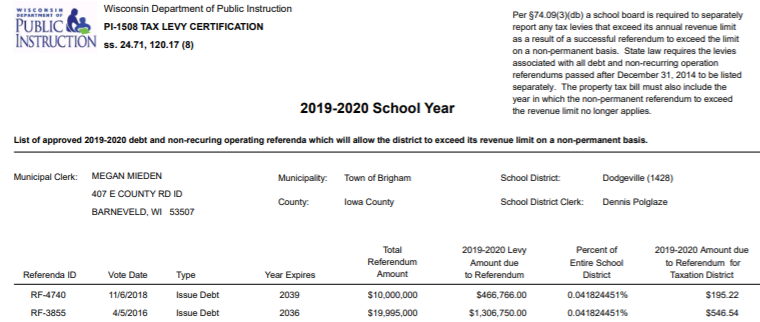 WISCONSIN
DEPARTMENT OF
PUBLIC
INSTRUCTION
Wisconsin Department of Public Instruction
PI-1508 TAX LEVY CERTIFICATION
ss. 24.71, 120.17 (8)
Per §74.09(3)(db) a school board is required to separately
report any tax levies that exceed its annual revenue limit
as a result of a successful referendum to exceed the limit
on a non-permanent basis. State law requires the levies
associated with all debt and non-recurring operation
referendums passed after December 31, 2014 to be listed
separately. The property tax bill must also include the
year in which the non-permanent referendum to exceed
the revenue limit no longer applies.
2019-2020 School Year
List of approved 2019-2020 debt and non-recuring operating referenda which will allow the district to exceed its revenue limit on a non-permanent basis.
Municipal Clerk: MEGAN MIEDEN Municipality: Town of Brigham School District: Dodgeville (1428)
407 E COUNTY RD ID
County: Iowa County School District Clerk: Dennis Polglaze
BARNEVELD, WI 53507
Total 2019-2020 Levy Percent of 2019-2020 Amount due
Referendum Amount due Entire School to Referendum for
Referenda ID Vote Date Type Year Expires Amount to Referendum District Taxation District
RF-4740 11/6/2018 Issue Debt 2039 $10,000,000 $466,766.00 0.041824451% $195.22
RF-3855 4/5/2016 Issue Debt 2036 $19,995,000 $1,306,750.00 0.041824451% $546.54